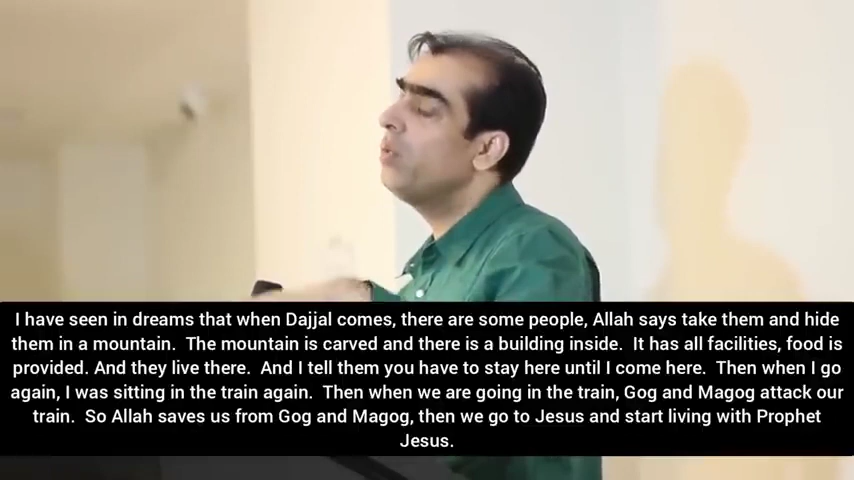 I have seen in dreams that when Dajjal comes, there are some people, Allah says take them and hide
them in a mountain.  The mountain is carved and there is a building inside.  It has all facilities, food is
provided. And they live there.  And I tell them you have to stay here until I come here.  Then when I go
again, I was sitting in the train again.  Then when we are going in the train, Gog and Magog attack our
train.  So Allah saves us from Gog and Magog, then we go to Jesus and start living with Prophet
Jesus.